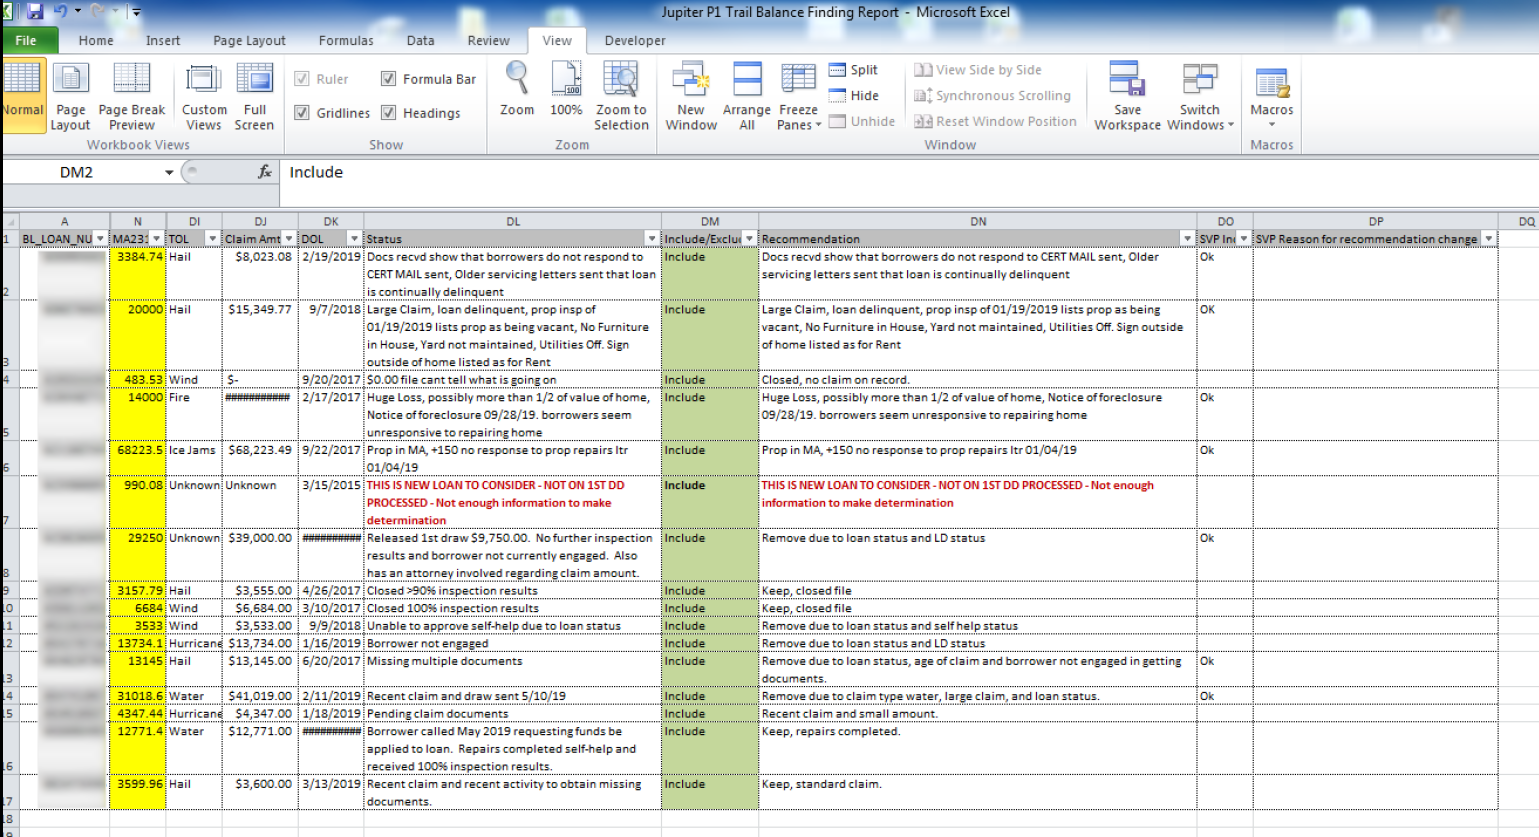 Jupiter P1 Trail Balance Finding Report - Microsoft Excel
File Home Insert Page Layout Formulas Data Review View Developer
Normal Page Layout Page Break Preview Custom Views Full Screen
Workbook Views
Ruler Formula Bar
Gridlines Headings
Show
Zoom 100% Zoom to Selection
Zoom
New Window Arrange All Freeze Panes
Split
Hide
Unhide
View Side by Side
Synchronous Scrolling
Reset Window Position
Save Workspace Switch Windows
Window
Macros
Macros
DM2 fx Include
A N DI DJ DK DL DM DN DO DP DQ
1 BL_LOAN_NU MA231 TOL Claim Amt DOL Status Include/Exclu Recommendation SVP In SVP Reason for recommendation change
3384.74 Hail $8,023.08 2/19/2019 Docs recvd show that borrowers do not respond to Include Docs recvd show that borrowers do not respond to CERT MAIL sent, Older Ok
CERT MAIL sent, Older servicing letters sent that loan servicing letters sent that loan is continually delinquent
2 is continually delinquent
20000 Hail $15,349.77 9/7/2018 Large Claim, loan delinquent, prop insp of Include Large Claim, loan delinquent, prop insp of 01/19/2019 lists prop as being OK
01/19/2019 lists prop as being vacant, No Furniture vacant, No Furniture in House, Yard not maintained, Utilities Off. Sign outside
in House, Yard not maintained, Utilities Off. Sign of home listed as for Rent
3 outside of home listed as for Rent
4 483.53 Wind $- 9/20/2017 $0.00 file cant tell what is going on Include Closed, no claim on record.
14000 Fire ########### 2/17/2017 Huge Loss, possibly more than 1/2 of value of home, Include Huge Loss, possibly more than 1/2 of value of home, Notice of foreclosure Ok
Notice of foreclosure 09/28/19. borrowers seem 09/28/19. borrowers seem unresponsive to repairing home
5 unresponsive to repairing home
68223.5 Ice Jams $68,223.49 9/22/2017 Prop in MA, +150 no response to prop repairs ltr Include Prop in MA, +150 no response to prop repairs ltr 01/04/19 Ok
6 01/04/19
990.08 Unknown Unknown 3/15/2015 THIS IS NEW LOAN TO CONSIDER - NOT ON 1ST DD Include THIS IS NEW LOAN TO CONSIDER - NOT ON 1ST DD PROCESSED - Not enough
PROCESSED - Not enough information to make information to make determination
7 determination
29250 Unknown $39,000.00 ########## Released 1st draw $9,750.00. No further inspection Include Remove due to loan status and LD status Ok
results and borrower not currently engaged. Also
8 has an attorney involved regarding claim amount.
9 3157.79 Hail $3,555.00 4/26/2017 Closed >90% inspection results Include Keep, closed file
10 6684 Wind $6,684.00 3/10/2017 Closed 100% inspection results Include Keep, closed file
11 3533 Wind $3,533.00 9/9/2018 Unable to approve self-help due to loan status Include Remove due to loan status and self help status
12 13734.1 Hurricane $13,734.00 1/16/2019 Borrower not engaged Include Remove due to loan status and LD status
13145 Hail $13,145.00 6/20/2017 Missing multiple documents Include Remove due to loan status, age of claim and borrower not engaged in getting Ok
13 documents.
14 31018.6 Water $41,019.00 2/11/2019 Recent claim and draw sent 5/10/19 Include Remove due to claim type water, large claim, and loan status. Ok
15 4347.44 Hurricane $4,347.00 1/18/2019 Pending claim documents Include Recent claim and small amount.
12771.4 Water $12,771.00 ########## Borrower called May 2019 requesting funds be Include Keep, repairs completed.
applied to loan. Repairs completed self-help and
16 received 100% inspection results.
3599.96 Hail $3,600.00 3/13/2019 Recent claim and recent activity to obtain missing Include Keep, standard claim.
17 documents.
18